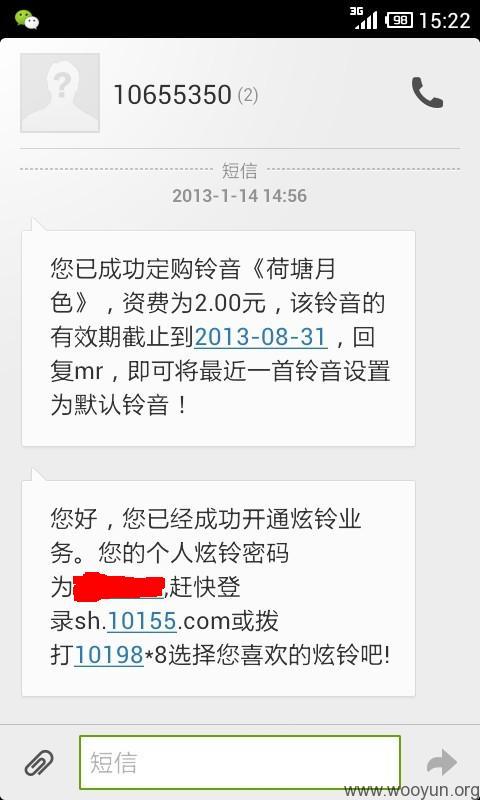 3G
98
15:22
10655350 (2)
短信
2013-1-14 14:56
您已成功定购铃音《荷塘月
色》，资费为2.00元，该铃音的
有效期截止到2013-08-31，回
复mr，即可将最近一首铃音设置
为默认铃音！
您好，您已经成功开通炫铃业
务。您的个人炫铃密码
为,赶快登
录sh.10155.com或拨
打10198*8选择您喜欢的炫铃吧!
短信
www.wooyun.org